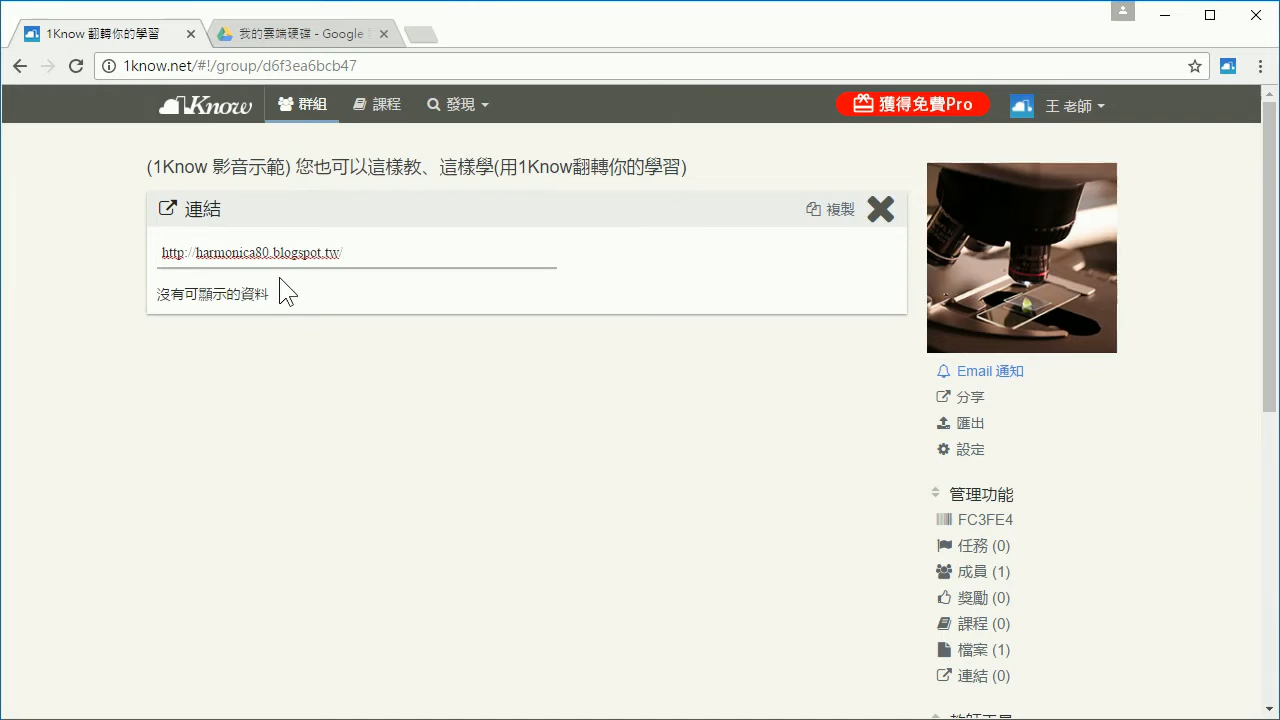 1Know 翻轉你的學習
我的雲端硬碟 - Google
1know.net/#!/group/d6f3ea6bcb47
1Know
群組
課程
發現
獲得免費Pro
王 老師
(1Know 影音示範) 您也可以這樣教、這樣學(用1Know翻轉你的學習)
連結
複製
http://harmonica80.blogspot.tw/
沒有可顯示的資料
Email 通知
分享
匯出
設定
管理功能
FC3FE4
任務 (0)
成員 (1)
獎勵 (0)
課程 (0)
檔案 (1)
連結 (0)